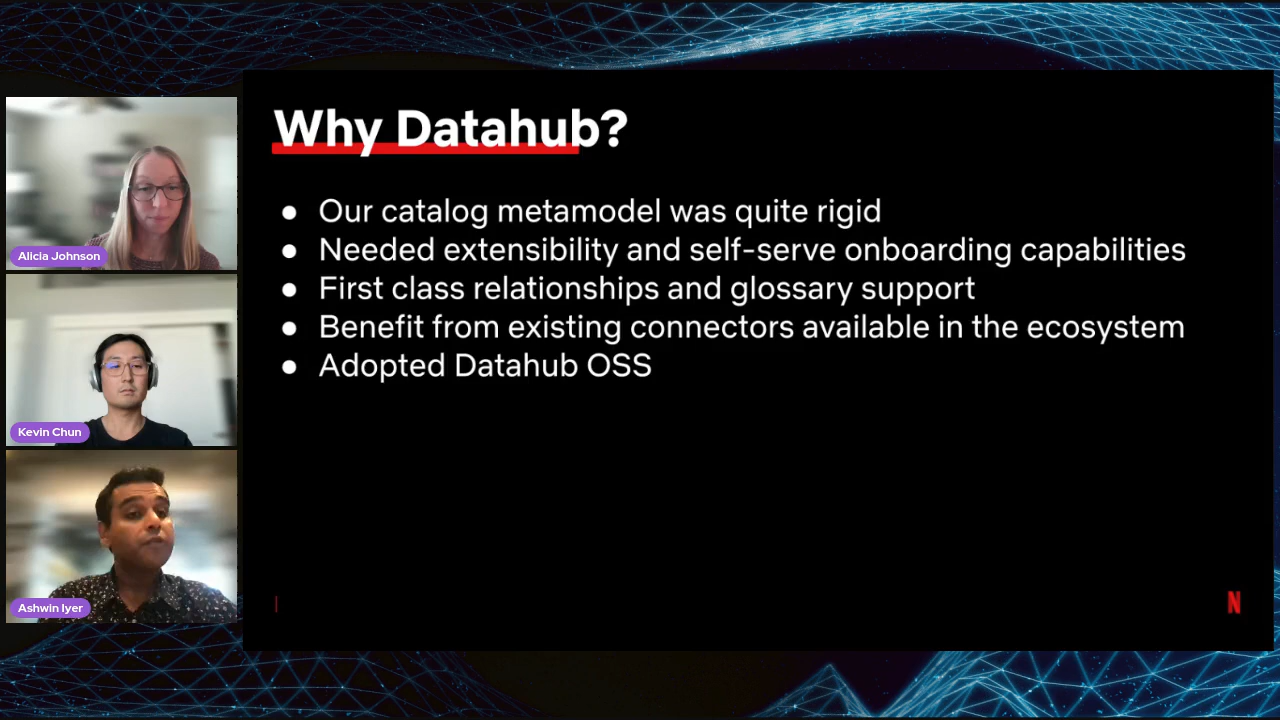 Why Datahub?
● Our catalog metamodel was quite rigid
● Needed extensibility and self-serve onboarding capabilities
● First class relationships and glossary support
● Benefit from existing connectors available in the ecosystem
● Adopted Datahub OSS
Alicia Johnson
Kevin Chun
Ashwin Iyer
N